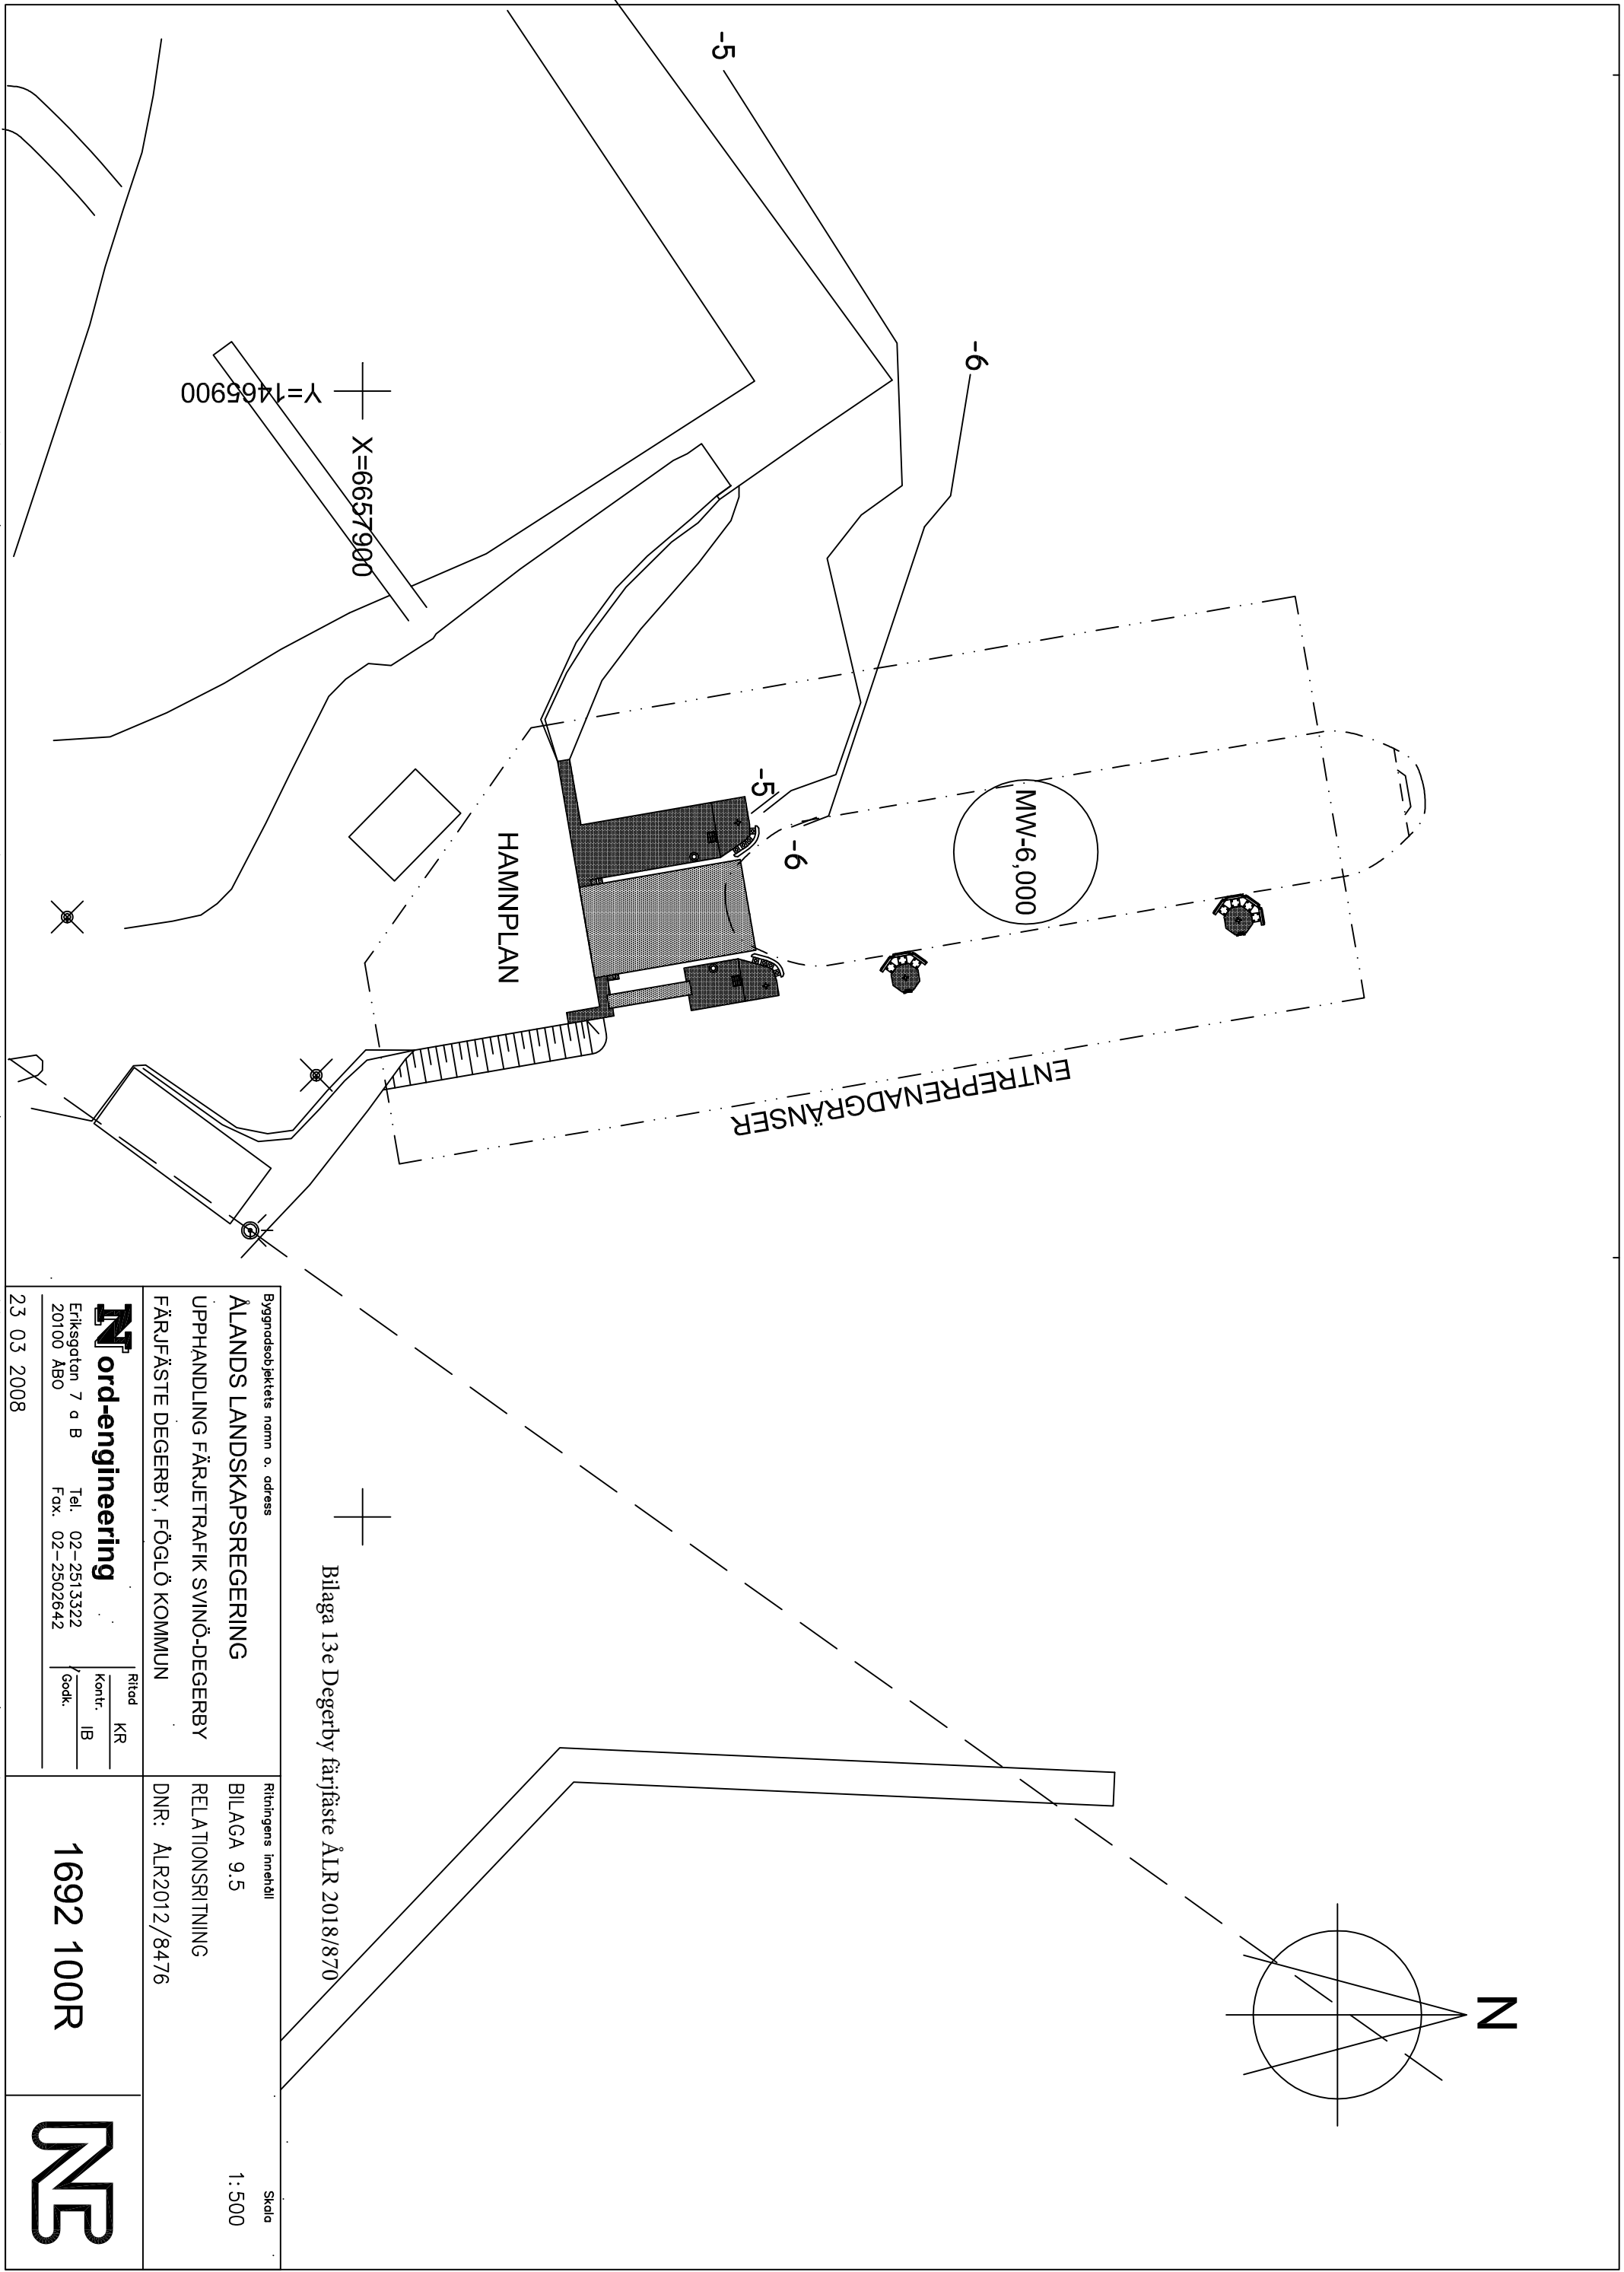 -5
-6
Y=1465900
X=6657900
-5
-6
MW-6,000
HAMNPLAN
ENTREPRENADGRÄNSER
N
Bilaga 13e Degerby färjfäste ÅLR 2018/870
Byggnadsobjektets namn o. adress
ÅLANDS LANDSKAPSREGERING
UPPHANDLING FÄRJETRAFIK SVINÖ-DEGERBY
FÄRJFÄSTE DEGERBY, FÖGLÖ KOMMUN
Ritningens innehåll
BILAGA 9.5
RELATIONSRITNING
DNR: ÅLR2012/8476
Skala
1:500
Nord-engineering
Eriksgatan 7 a B Tel. 02-2513322
20100 ÅBO Fax. 02-2502642
Ritad KR
Kontr. IB
Godk.
23 03 2008
1692 100R
NE